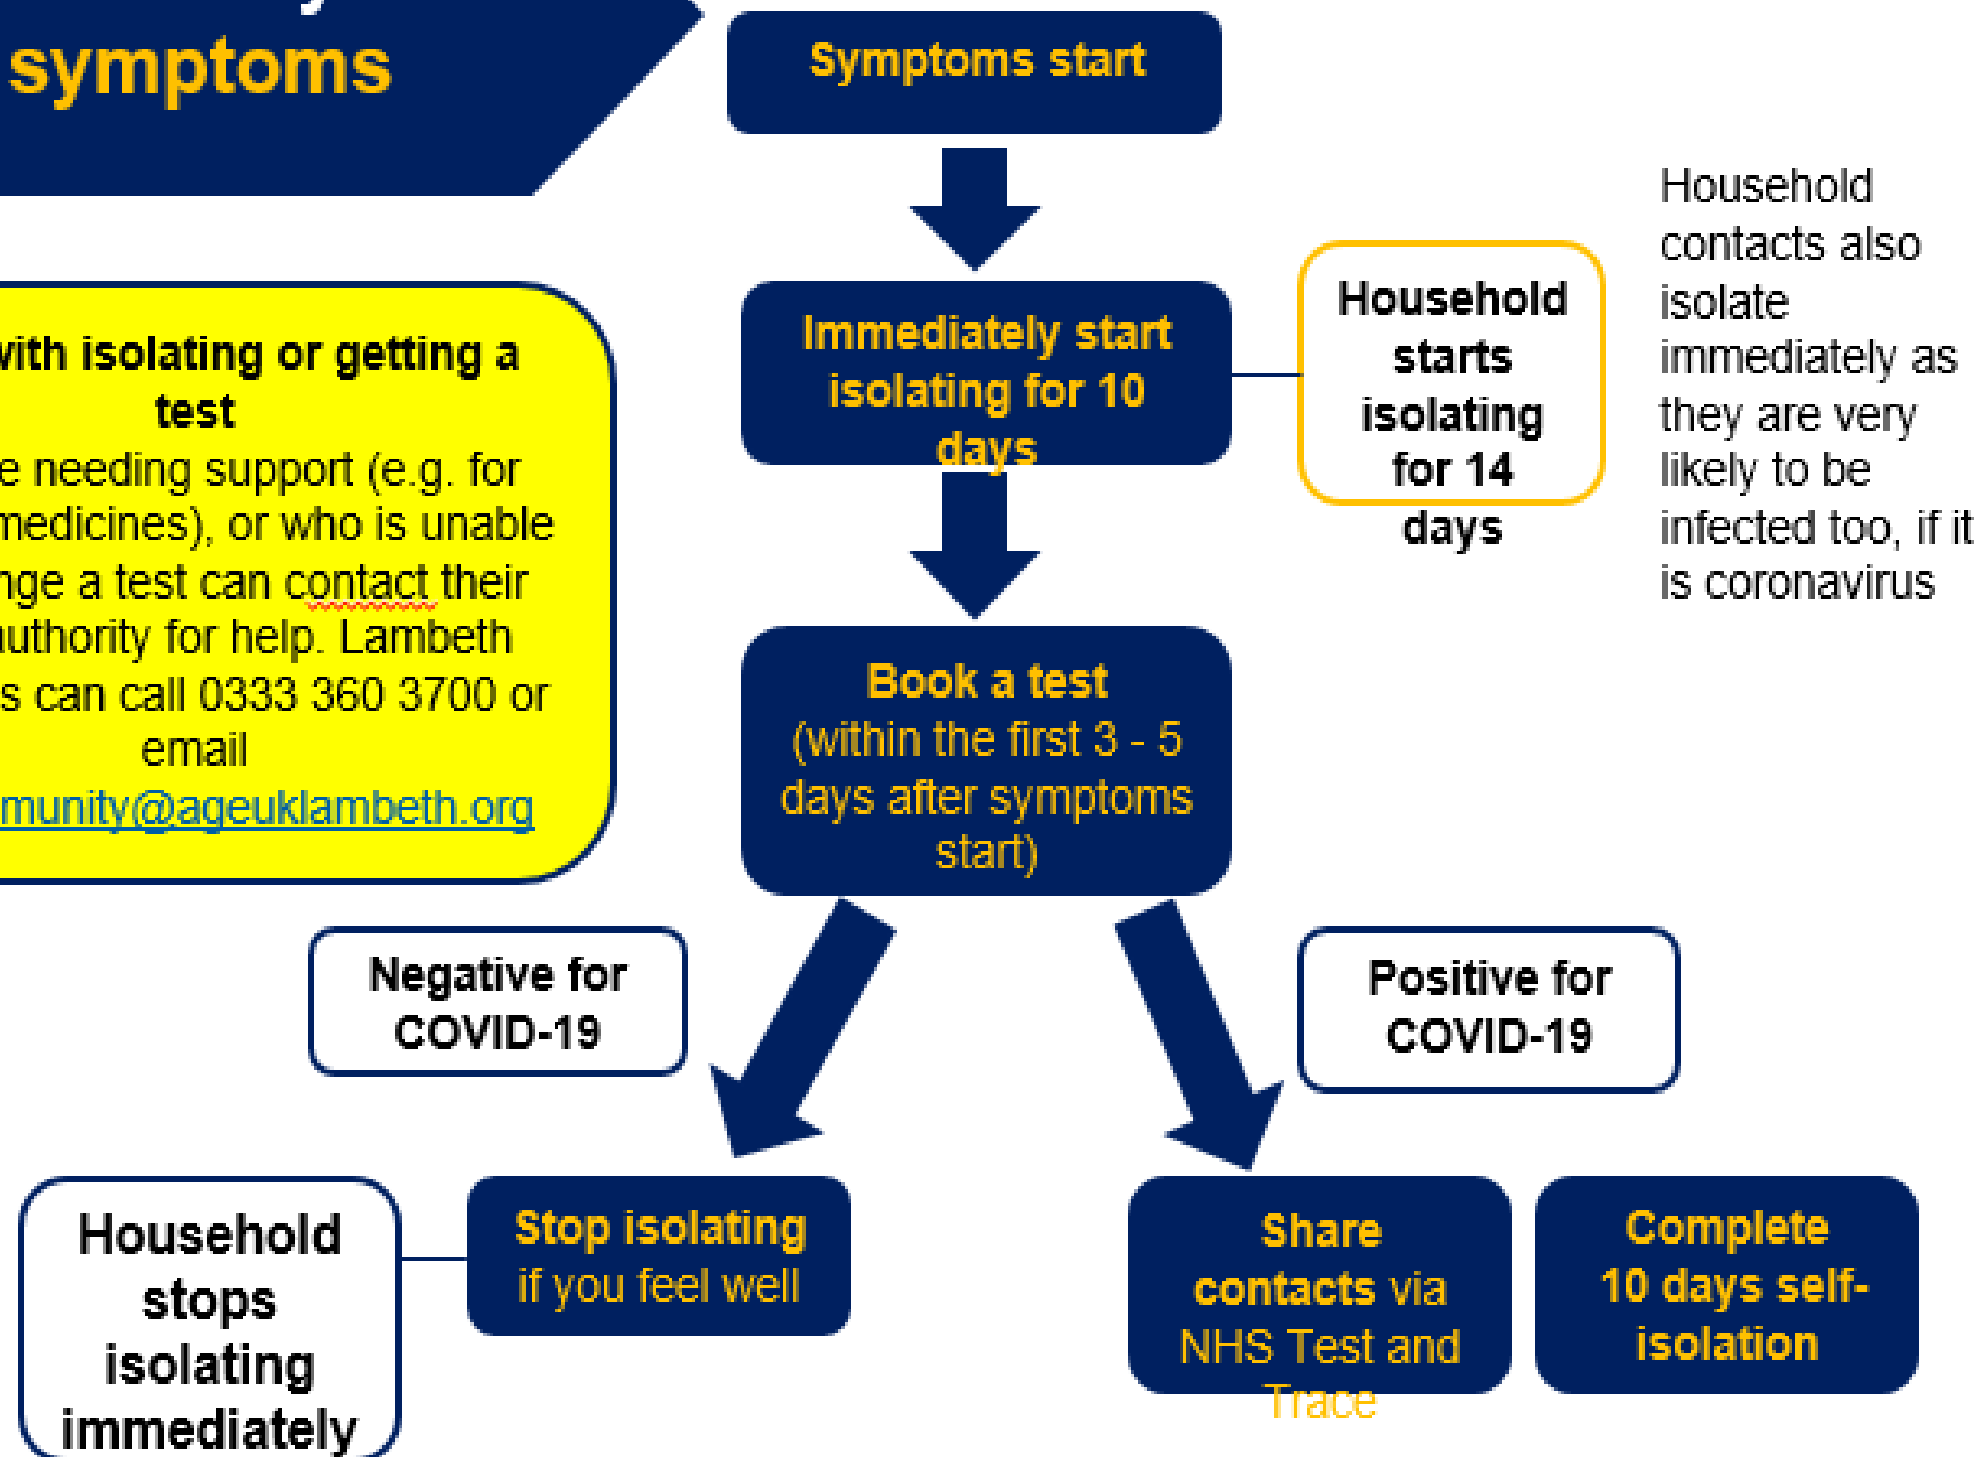 symptoms
Symptoms start
Immediately start
isolating for 10
days
Household
starts
isolating
for 14
days
Household
contacts also
isolate
immediately as
they are very
likely to be
infected too, if it
is coronavirus
with isolating or getting a
test
needing support (e.g. for
medicines), or who is unable
a test can contact their
authority for help. Lambeth
can call 0333 360 3700 or
email
munity@ageuklambeth.org
Book a test
(within the first 3 - 5
days after symptoms
start)
Negative for
COVID-19
Positive for
COVID-19
Household
stops
isolating
immediately
Stop isolating
if you feel well
Share
contacts via
NHS Test and
Trace
Complete
10 days self-
isolation